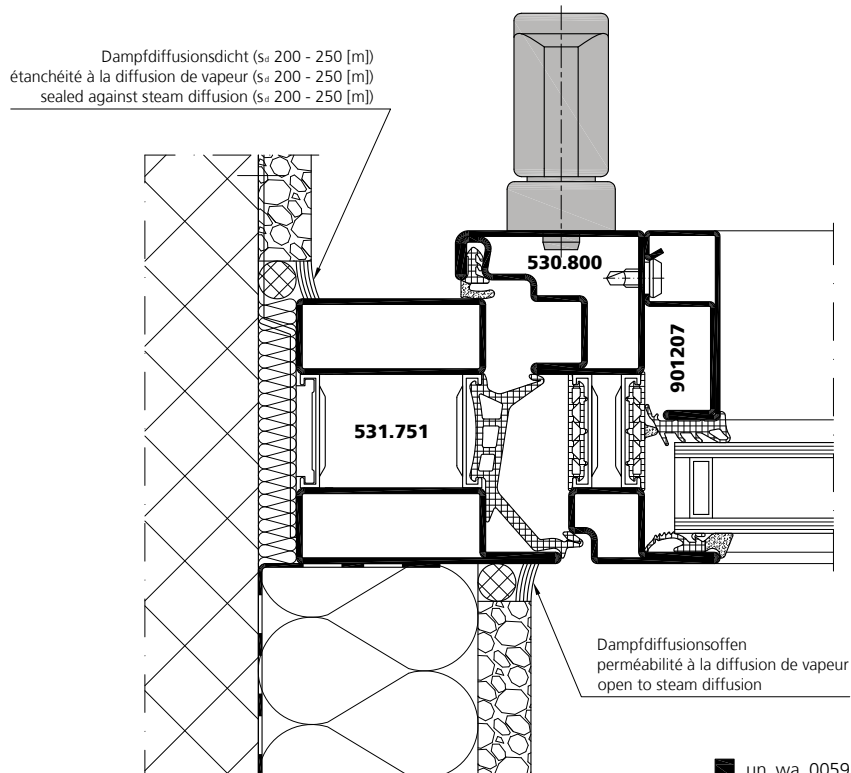 Dampfdiffusionsdicht (sd 200 - 250 [m])
étanchéité à la diffusion de vapeur (sd 200 - 250 [m])
sealed against steam diffusion (sd 200 - 250 [m])
530.800
901207
531.751
Dampfdiffusionsoffen
perméabilité à la diffusion de vapeur
open to steam diffusion
un_wa_0059